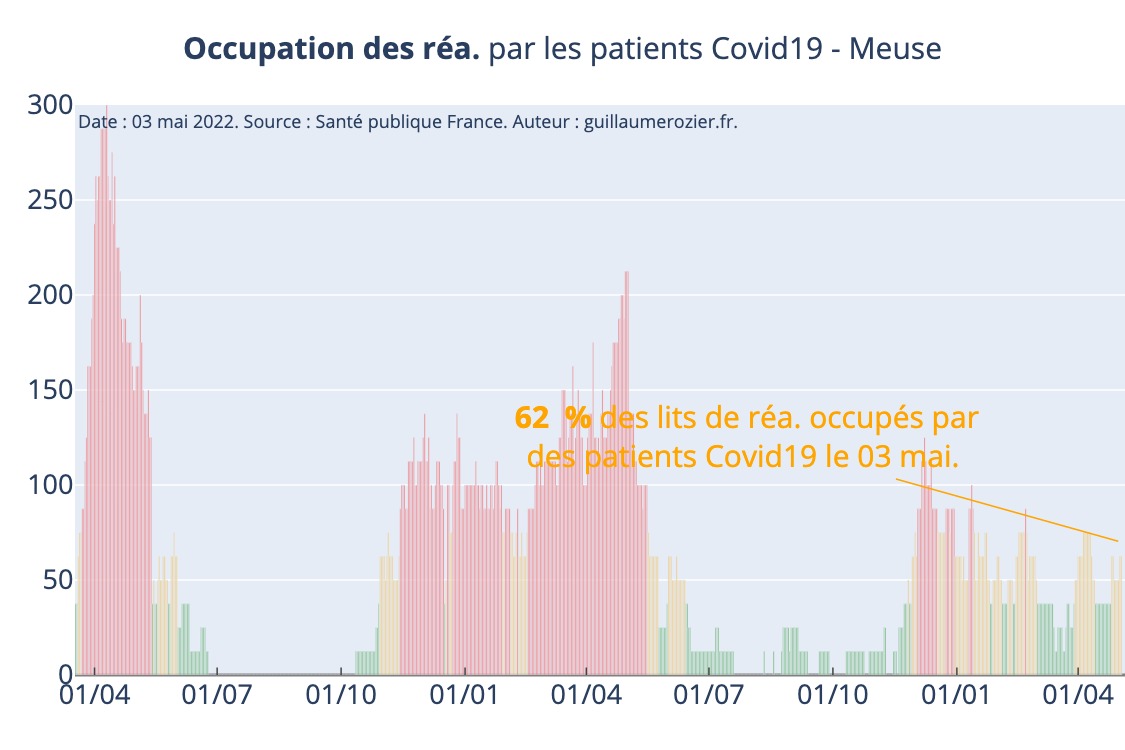 Occupation des réa. par les patients Covid19 - Meuse
300
Date : 03 mai 2022. Source : Santé publique France. Auteur : guillaumerozier.fr.
250
200
150
62 % des lits de réa. occupés par
des patients Covid19 le 03 mai.
100
50
0
01/04 01/07 01/10 01/01 01/04 01/07 01/10 01/01 01/04